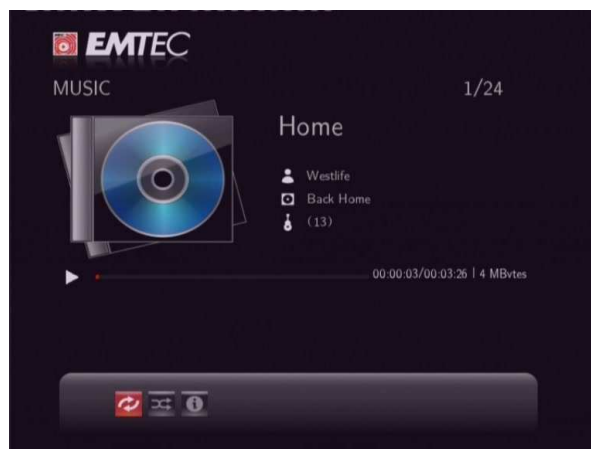 EMTEC
MUSIC
1/24
Home
Westlife
Back Home
(13)
00:00:03/00:03:26 | 4 MBytes